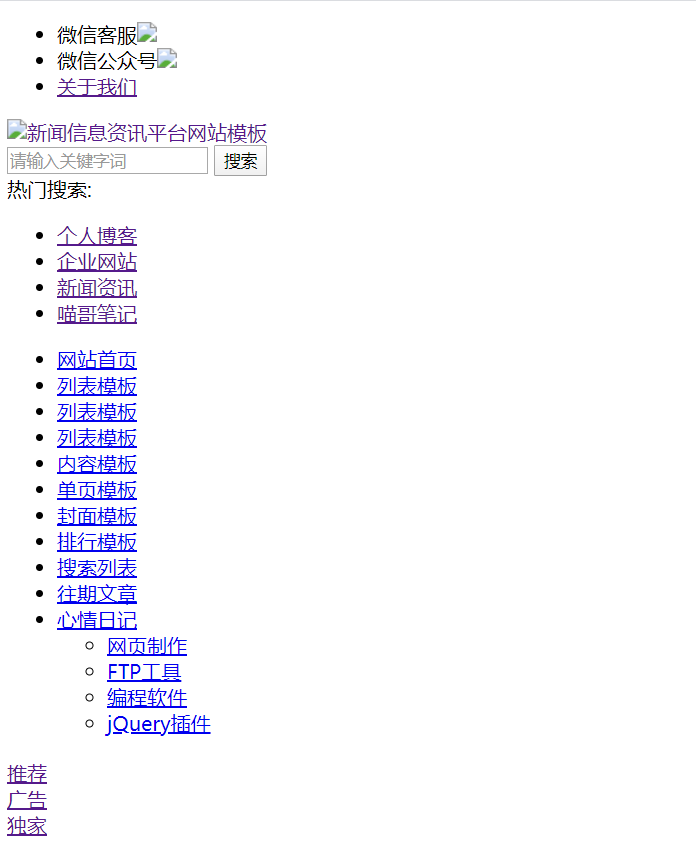 微信客服
微信公众号
关于我们
新闻信息资讯平台网站模板
请输入关键字词 搜索
热门搜索:
个人博客
企业网站
新闻资讯
喵哥笔记
网站首页
列表模板
列表模板
列表模板
内容模板
单页模板
封面模板
排行模板
搜索列表
往期文章
心情日记
网页制作
FTP工具
编程软件
jQuery插件
推荐
广告
独家